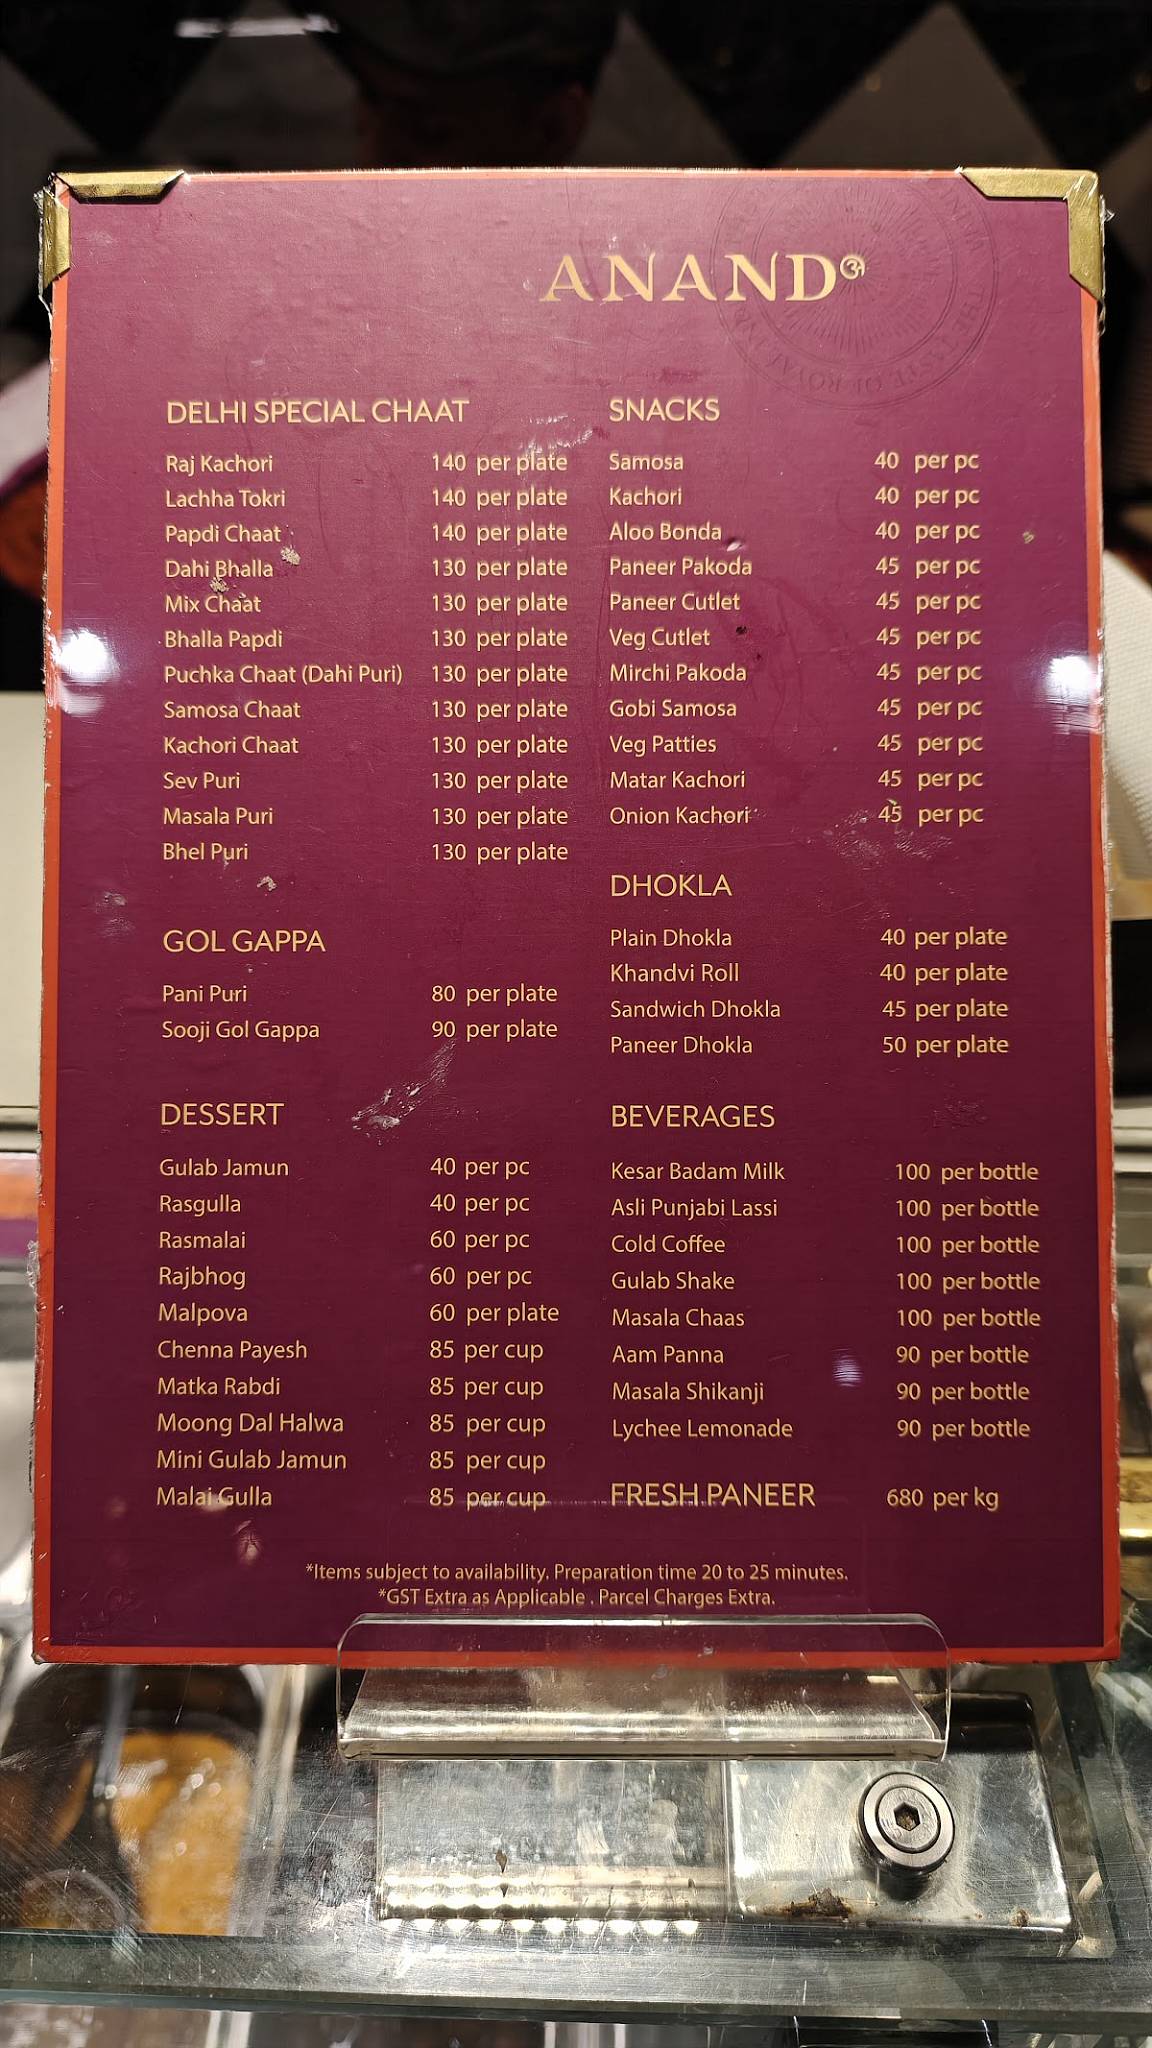 ANAND
DELHI SPECIAL CHAAT
Raj Kachori 140 per plate
Lachha Tokri 140 per plate
Papdi Chaat 140 per plate
Dahi Bhalla 130 per plate
Mix Chaat 130 per plate
Bhalla Papdi 130 per plate
Puchka Chaat (Dahi Puri) 130 per plate
Samosa Chaat 130 per plate
Kachori Chaat 130 per plate
Sev Puri 130 per plate
Masala Puri 130 per plate
Bhel Puri 130 per plate
GOL GAPPA
Pani Puri 80 per plate
Sooji Gol Gappa 90 per plate
DESSERT
Gulab Jamun 40 per pc
Rasgulla 40 per pc
Rasmalai 60 per pc
Rajbhog 60 per pc
Malpova 60 per plate
Chenna Payesh 85 per cup
Matka Rabdi 85 per cup
Moong Dal Halwa 85 per cup
Mini Gulab Jamun 85 per cup
Malai Gulla 85 per cup
SNACKS
Samosa 40 per pc
Kachori 40 per pc
Aloo Bonda 40 per pc
Paneer Pakoda 45 per pc
Paneer Cutlet 45 per pc
Veg Cutlet 45 per pc
Mirchi Pakoda 45 per pc
Gobi Samosa 45 per pc
Veg Patties 45 per pc
Matar Kachori 45 per pc
Onion Kachori 45 per pc
DHOKLA
Plain Dhokla 40 per plate
Khandvi Roll 40 per plate
Sandwich Dhokla 45 per plate
Paneer Dhokla 50 per plate
BEVERAGES
Kesar Badam Milk 100 per bottle
Asli Punjabi Lassi 100 per bottle
Cold Coffee 100 per bottle
Gulab Shake 100 per bottle
Masala Chaas 100 per bottle
Aam Panna 90 per bottle
Masala Shikanji 90 per bottle
Lychee Lemonade 90 per bottle
FRESH PANEER 680 per kg
*Items subject to availability. Preparation time 20 to 25 minutes.
*GST Extra as Applicable . Parcel Charges Extra.